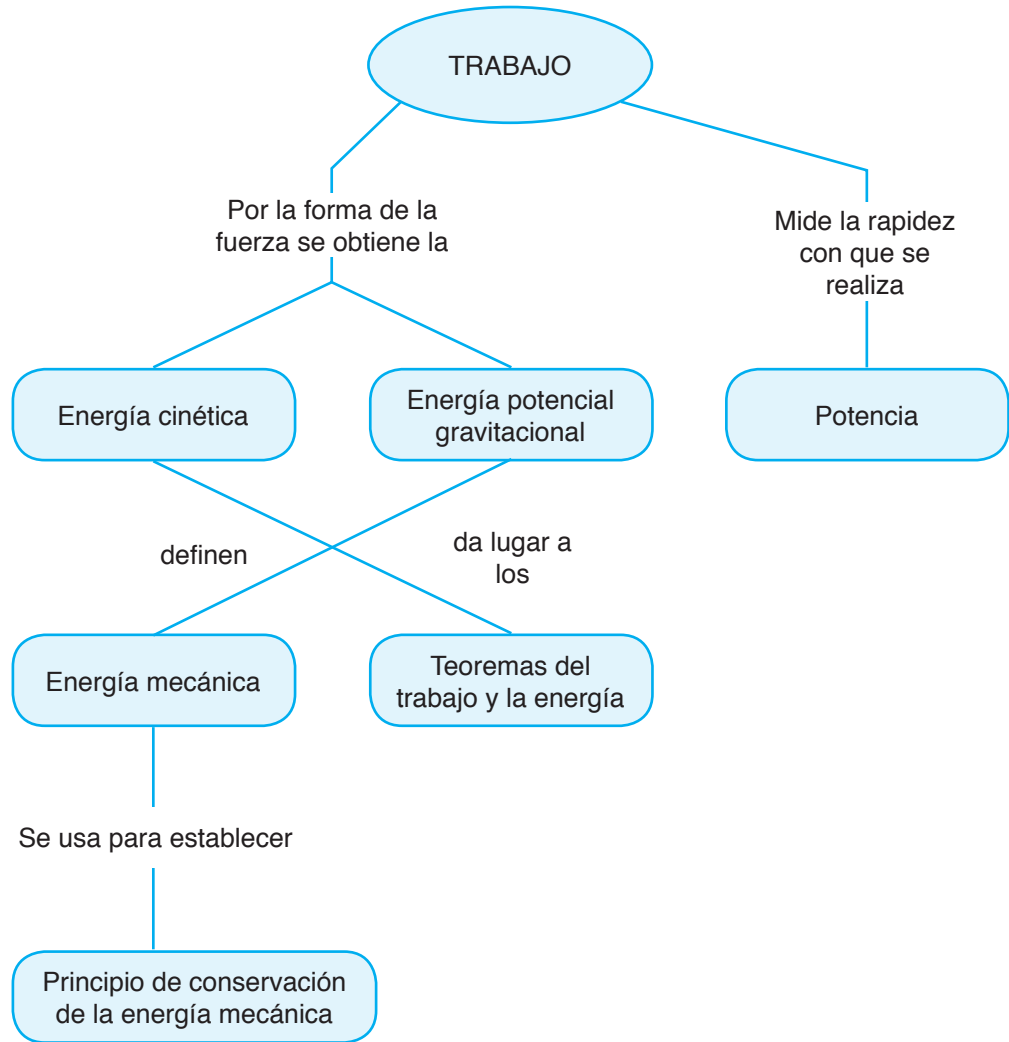 TRABAJO
Por la forma de la
fuerza se obtiene la
Mide la rapidez
con que se
realiza
Energía cinética
Energía potencial
gravitacional
Potencia
definen
da lugar a
los
Energía mecánica
Teoremas del
trabajo y la energía
Se usa para establecer
Principio de conservación
de la energía mecánica